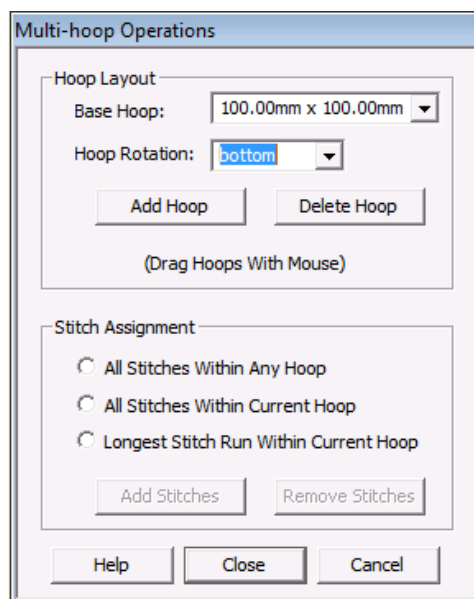 Multi-hoop Operations
Hoop Layout
Base Hoop: 100.00mm x 100.00mm
Hoop Rotation: bottom
Add Hoop Delete Hoop
(Drag Hoops With Mouse)
Stitch Assignment
All Stitches Within Any Hoop
All Stitches Within Current Hoop
Longest Stitch Run Within Current Hoop
Add Stitches Remove Stitches
Help Close Cancel